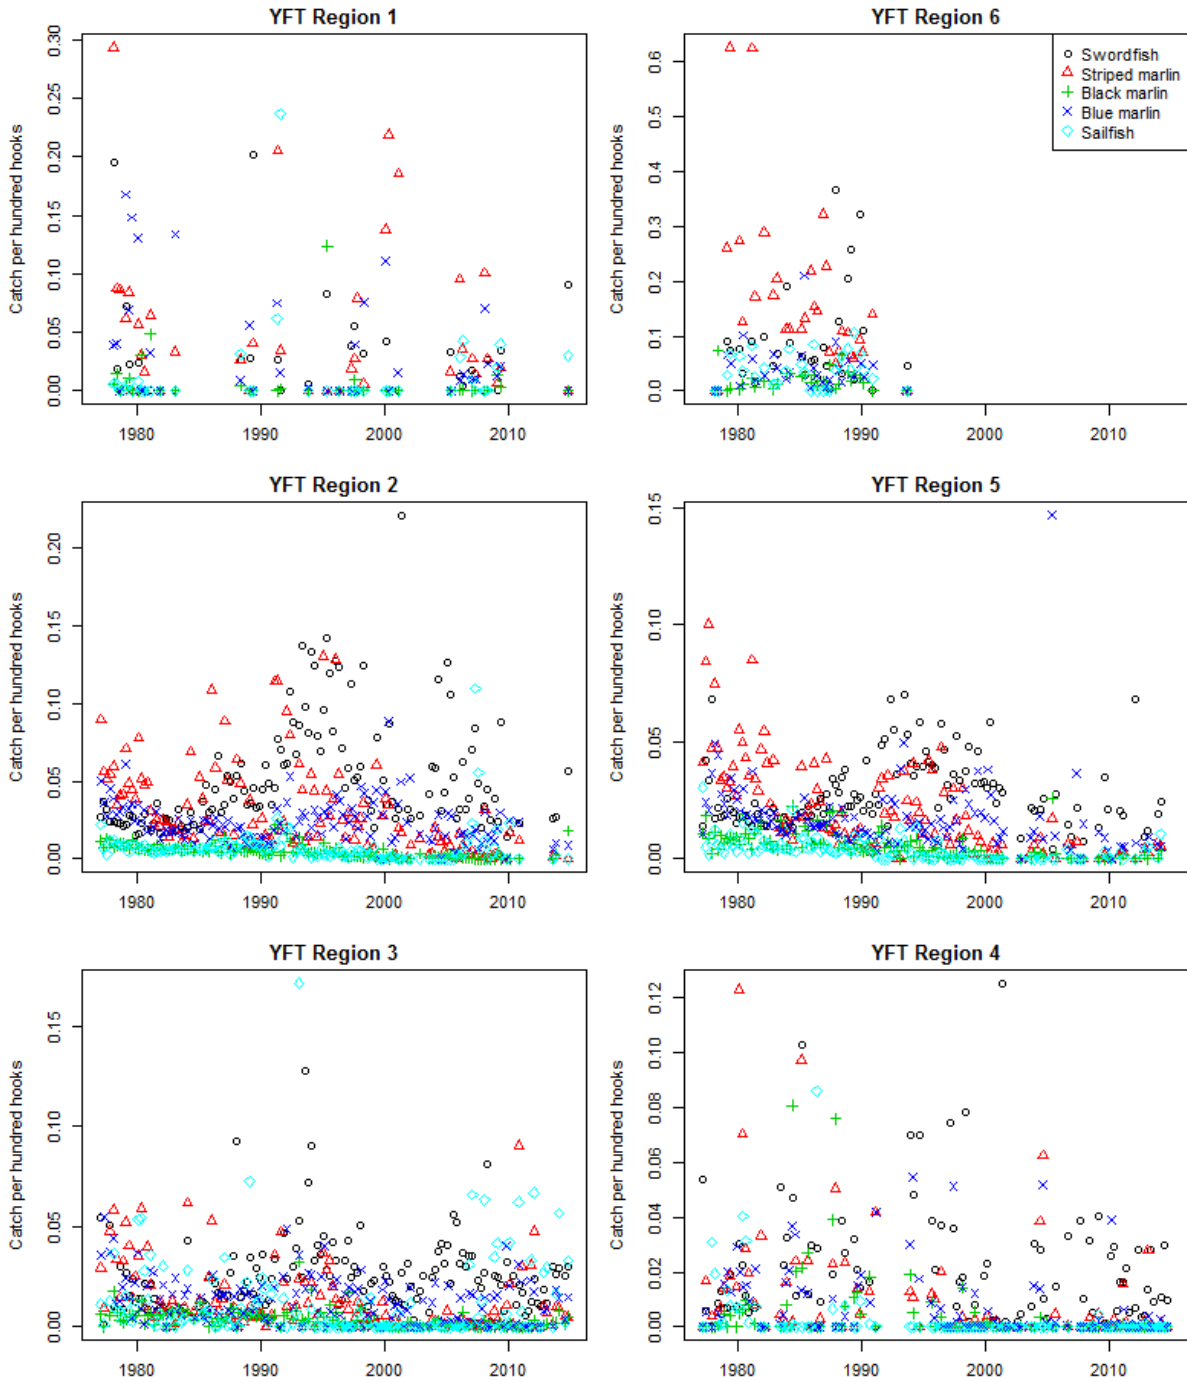 YFT Region 1
Catch per hundred hooks
0.00 0.05 0.10 0.15 0.20 0.25 0.30
1980 1990 2000 2010
YFT Region 6
Catch per hundred hooks
0.0 0.1 0.2 0.3 0.4 0.5 0.6
1980 1990 2000 2010
Swordfish
Striped marlin
Black marlin
Blue marlin
Sailfish
YFT Region 2
Catch per hundred hooks
0.00 0.05 0.10 0.15 0.20
1980 1990 2000 2010
YFT Region 5
Catch per hundred hooks
0.00 0.05 0.10 0.15
1980 1990 2000 2010
YFT Region 3
Catch per hundred hooks
0.00 0.05 0.10 0.15
1980 1990 2000 2010
YFT Region 4
Catch per hundred hooks
0.00 0.02 0.04 0.06 0.08 0.10 0.12
1980 1990 2000 2010